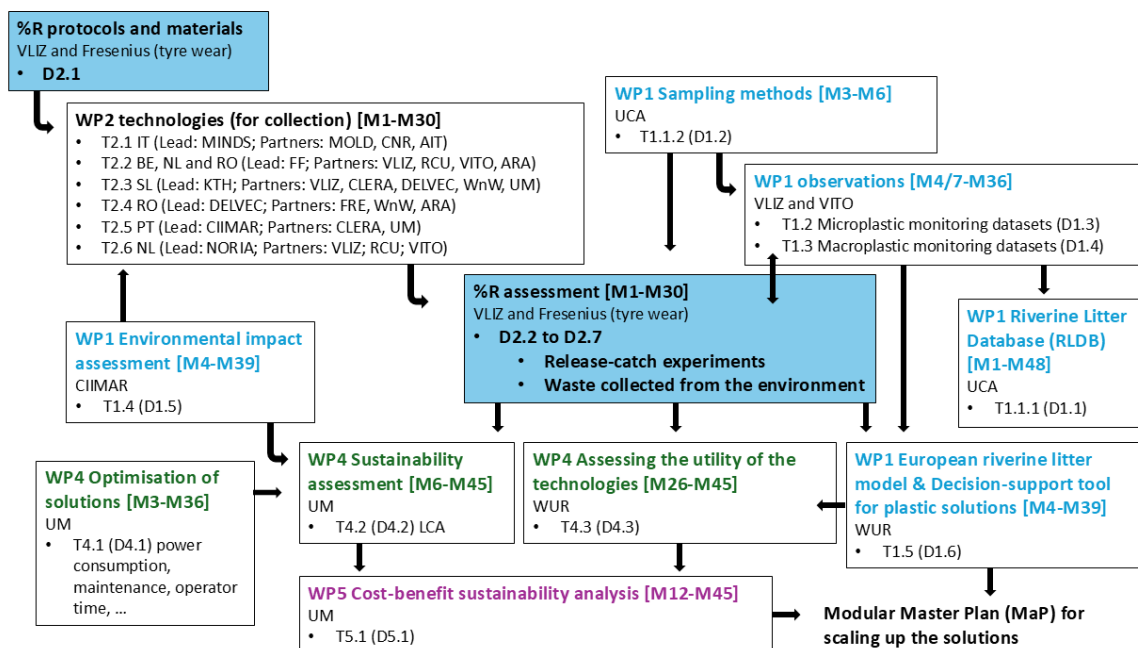 %R protocols and materials
VLIZ and Fresenius (tyre wear)
• D2.1
WP2 technologies (for collection) [M1-M30]
• T2.1 IT (Lead: MINDS; Partners: MOLD, CNR, AIT)
• T2.2 BE, NL and RO (Lead: FF; Partners: VLIZ, RCU, VITO, ARA)
• T2.3 SL (Lead: KTH; Partners: VLIZ, CLERA, DELVEC, WnW, UM)
• T2.4 RO (Lead: DELVEC; Partners: FRE, WnW, ARA)
• T2.5 PT (Lead: CIIMAR; Partners: CLERA, UM)
• T2.6 NL (Lead: NORIA; Partners: VLIZ; RCU; VITO)
WP1 Sampling methods [M3-M6]
UCA
• T1.1.2 (D1.2)
WP1 observations [M4/7-M36]
VLIZ and VITO
• T1.2 Microplastic monitoring datasets (D1.3)
• T1.3 Macroplastic monitoring datasets (D1.4)
%R assessment [M1-M30]
VLIZ and Fresenius (tyre wear)
• D2.2 to D2.7
• Release-catch experiments
• Waste collected from the environment
WP1 Riverine Litter
Database (RLDB)
[M1-M48]
UCA
• T1.1.1 (D1.1)
WP1 Environmental impact
assessment [M4-M39]
CIIMAR
• T1.4 (D1.5)
WP4 Optimisation of
solutions [M3-M36]
UM
• T4.1 (D4.1) power
consumption,
maintenance, operator
time, ...
WP4 Sustainability
assessment [M6-M45]
UM
• T4.2 (D4.2) LCA
WP4 Assessing the utility of the
technologies [M26-M45]
WUR
• T4.3 (D4.3)
WP1 European riverine litter
model & Decision-support tool
for plastic solutions [M4-M39]
WUR
• T1.5 (D1.6)
WP5 Cost-benefit sustainability analysis [M12-M45]
UM
• T5.1 (D5.1)
Modular Master Plan (MaP) for
scaling up the solutions